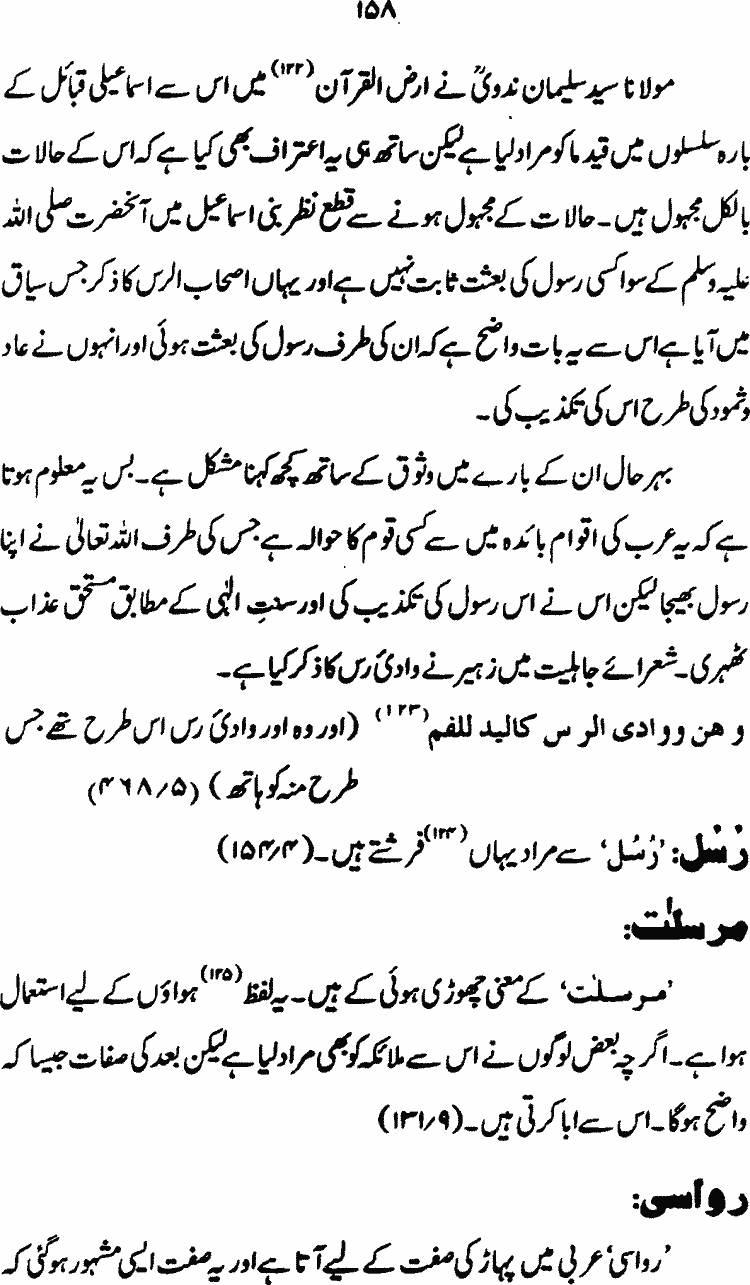 ۱۵۸
مولانا سید سلیمان ندویؒ نے ارض القرآن (۱۲۲) میں اس سے اسماعیلی قبائل کے
بارہ سلسلوں میں قید ما کو مراد لیا ہے لیکن ساتھ ہی یہ اعتراف بھی کیا ہے کہ اس کے حالات
بالکل مجہول ہیں۔ حالات کے مجہول ہونے سے قطع نظر بنی اسماعیل میں آنحضرت صلی اللہ
علیہ وسلم کے سوا کسی رسول کی بعثت ثابت نہیں ہے اور یہاں اصحاب الرس کا ذکر جس سیاق
میں آیا ہے اس سے یہ بات واضح ہے کہ ان کی طرف رسول کی بعثت ہوئی اور انہوں نے عاد
و ثمود کی طرح اس کی تکذیب کی۔
بہر حال ان کے بارے میں وثوق کے ساتھ کچھ کہنا مشکل ہے۔ بس یہ معلوم ہوتا
ہے کہ یہ عرب کی اقوام بائدہ میں سے کسی قوم کا حوالہ ہے جس کی طرف اللہ تعالیٰ نے اپنا
رسول بھیجا لیکن اس نے اس رسول کی تکذیب کی اور سنتِ الٰہی کے مطابق مستحق عذاب
ٹھہری۔ شعرائے جاہلیت میں زہیر نے وادیٔ رس کا ذکر کیا ہے۔
و ھن ووادی الر س کالید للفم (۱۲۳) (اور وہ اور وادیٔ رس اس طرح تھے جس
طرح منہ کو ہاتھ) (۴۶۸/۵)
رُسُل: ’رُسُل‘ سے مراد یہاں (۱۲۴) فرشتے ہیں۔ (۱۵۴/۴)
مرسلٰت:
’مرسلٰت‘ کے معنی چھوڑی ہوئی کے ہیں۔ یہ لفظ (۱۲۵) ہواؤں کے لیے استعمال
ہوا ہے۔ اگرچہ بعض لوگوں نے اس سے ملائکہ کو بھی مراد لیا ہے لیکن بعد کی صفات جیسا کہ
واضح ہوگا۔ اس سے ابا کرتی ہیں۔ (۱۳۱/۹)
رواسی:
’رواسی‘ عربی میں پہاڑ کی صفت کے لیے آتا ہے اور یہ صفت ایسی مشہور ہوگئی کہ